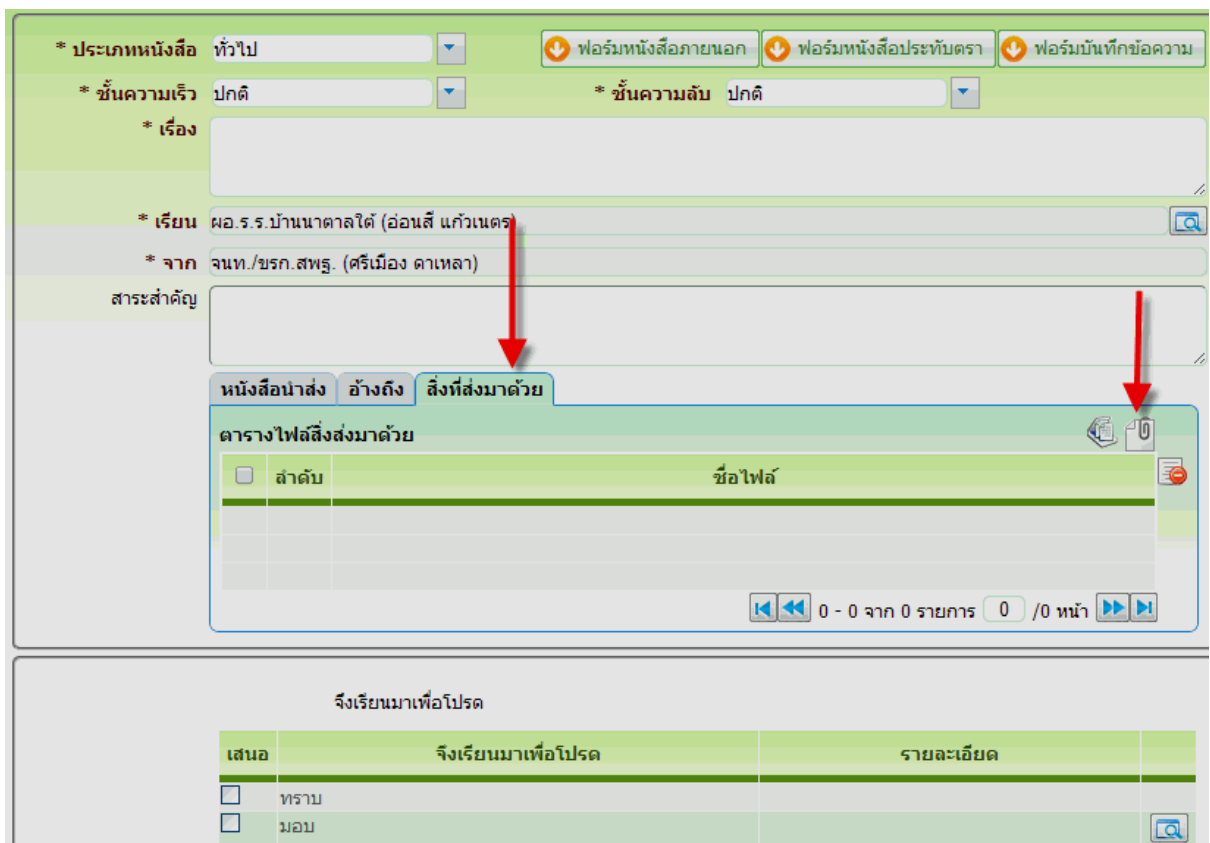 * ประเภทหนังสือ ทั่วไป ฟอร์มหนังสือภายนอก ฟอร์มหนังสือประทับตรา ฟอร์มบันทึกข้อความ
* ชั้นความเร็ว ปกติ * ชั้นความลับ ปกติ
* เรื่อง
* เรียน ผอ.ร.ร.บ้านนาตาลใต้ (อ่อนสี แก้วเนตร)
* จาก จนท./ขรก.สพฐ. (ศรีเมือง ดาเหลา)
สาระสำคัญ
หนังสือนำส่ง อ้างถึง สิ่งที่ส่งมาด้วย
ตารางไฟล์สิ่งส่งมาด้วย
ลำดับ ชื่อไฟล์
0 - 0 จาก 0 รายการ 0 /0 หน้า
จึงเรียนมาเพื่อโปรด
เสนอ จึงเรียนมาเพื่อโปรด รายละเอียด
ทราบ
มอบ